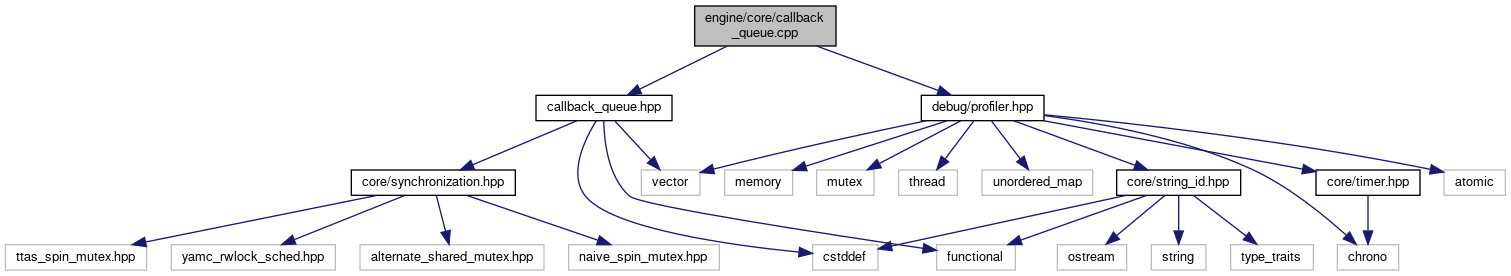 engine/core/callback
_queue.cpp
callback_queue.hpp
debug/profiler.hpp
core/synchronization.hpp
vector
memory
mutex
thread
unordered_map
core/string_id.hpp
core/timer.hpp
atomic
ttas_spin_mutex.hpp
yamc_rwlock_sched.hpp
alternate_shared_mutex.hpp
naive_spin_mutex.hpp
cstddef
functional
ostream
string
type_traits
chrono